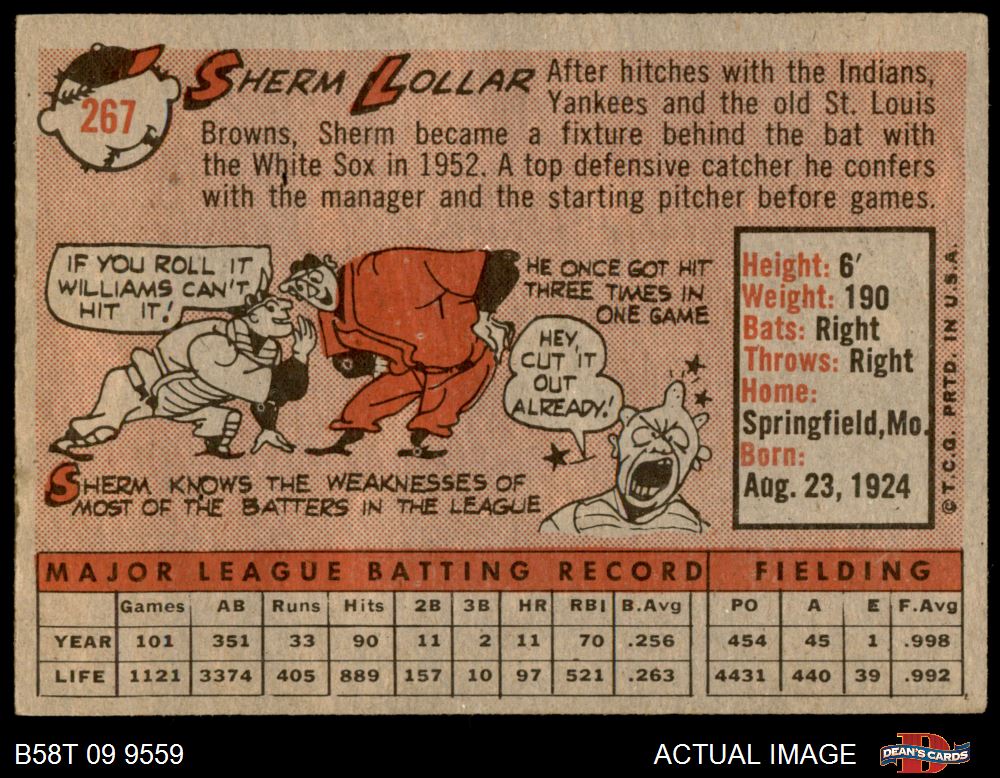 267
SHERM LOLLAR After hitches with the Indians,
Yankees and the old St. Louis
Browns, Sherm became a fixture behind the bat with
the White Sox in 1952. A top defensive catcher he confers
with the manager and the starting pitcher before games.
IF YOU ROLL IT
WILLIAMS CAN'T
HIT IT!
HE ONCE GOT HIT
THREE TIMES IN
ONE GAME
HEY,
CUT IT
OUT
ALREADY!
SHERM KNOWS THE WEAKNESSES OF
MOST OF THE BATTERS IN THE LEAGUE
Height: 6'
Weight: 190
Bats: Right
Throws: Right
Home:
Springfield, Mo.
Born:
Aug. 23, 1924
© T.C.G. PRTD. IN U.S.A.
MAJOR LEAGUE BATTING RECORD FIELDING
Games AB Runs Hits 2B 3B HR RBI B.Avg PO A E F.Avg
YEAR 101 351 33 90 11 2 11 70 .256 454 45 1 .998
LIFE 1121 3374 405 889 157 10 97 521 .263 4431 440 39 .992
B58T 09 9559
ACTUAL IMAGE
DEAN'S CARDS